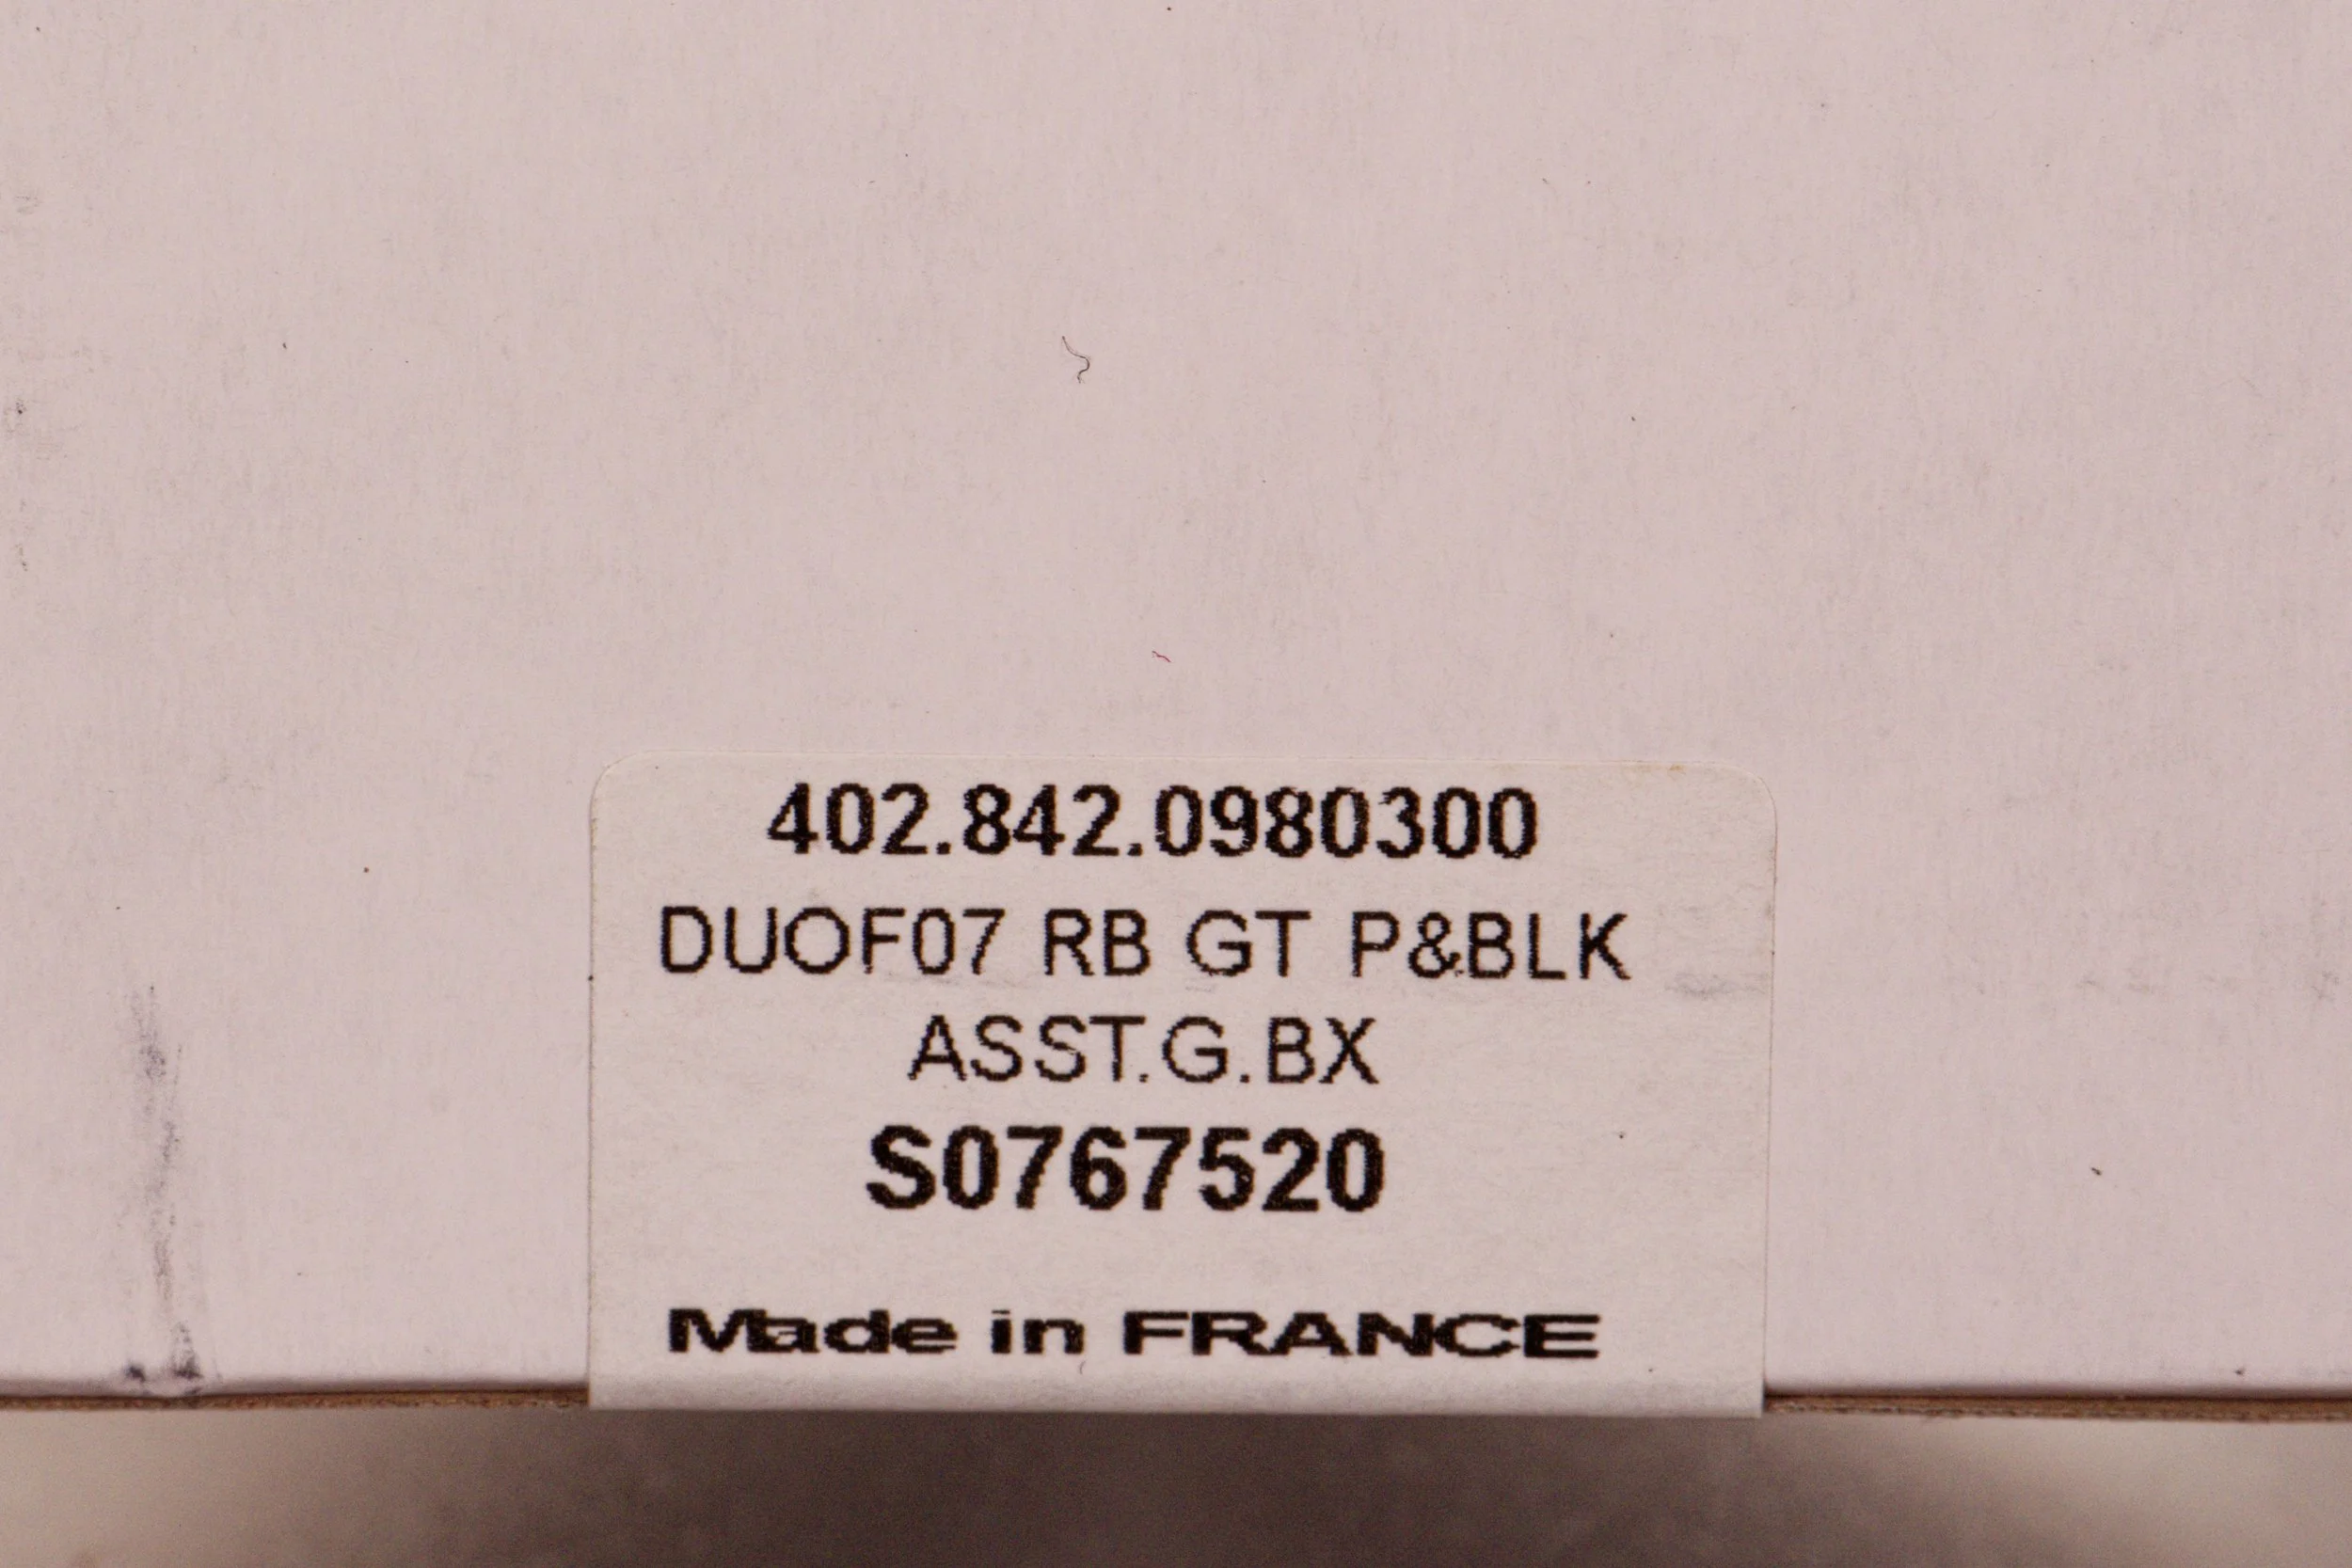 402.842.0980300
DUOF07 RB GT P&BLK
ASST.G.BX
S0767520
Made in FRANCE